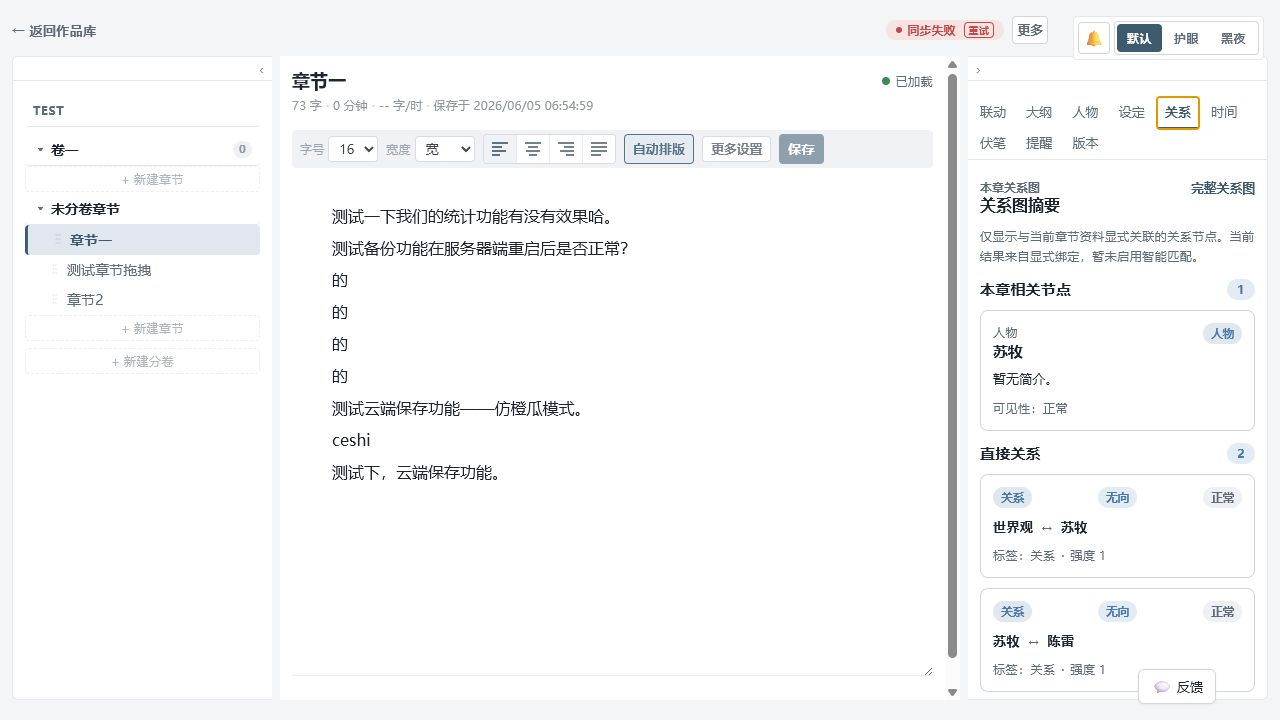 ← 返回作品库
同步失败 重试 更多 默认 护眼 黑夜
‹
TEST
卷一 0
+ 新建章节
未分卷章节
章节一
测试章节拖拽
章节2
+ 新建章节
+ 新建分卷
章节一
已加载
73 字 · 0 分钟 · -- 字/时 · 保存于 2026/06/05 06:54:59
字号 16 宽度 宽 自动排版 更多设置 保存
测试一下我们的统计功能有没有效果哈。
测试备份功能在服务器端重启后是否正常？
的
的
的
的
测试云端保存功能——仿橙瓜模式。
ceshi
测试下，云端保存功能。
›
联动 大纲 人物 设定 关系 时间
伏笔 提醒 版本
本章关系图 完整关系图
关系图摘要
仅显示与当前章节资料显式关联的关系节点。当前
结果来自显式绑定，暂未启用智能匹配。
本章相关节点 1
人物 人物
苏牧
暂无简介。
可见性：正常
直接关系 2
关系 无向 正常
世界观 ↔ 苏牧
标签：关系 · 强度 1
关系 无向 正常
苏牧 ↔ 陈雷
标签：关系 · 强度 1
反馈